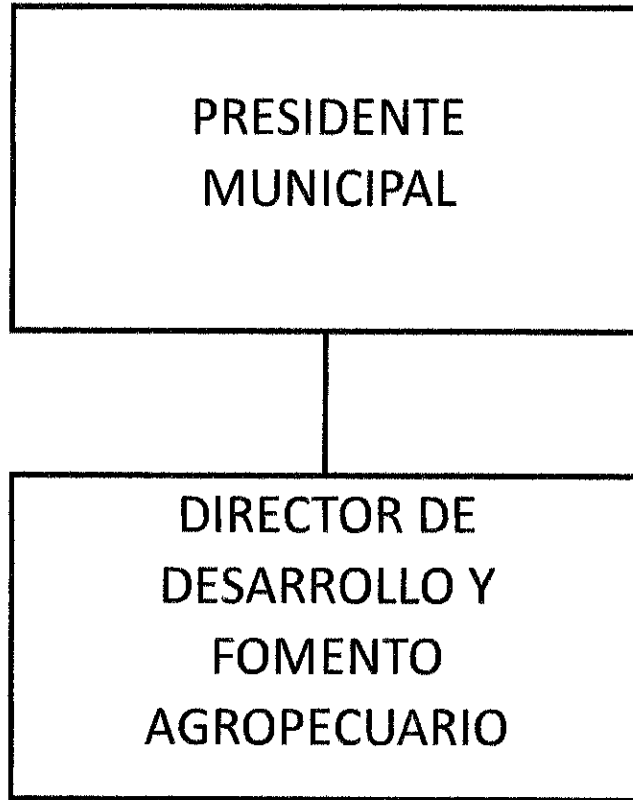 PRESIDENTE
MUNICIPAL
DIRECTOR DE
DESARROLLO Y
FOMENTO
AGROPECUARIO